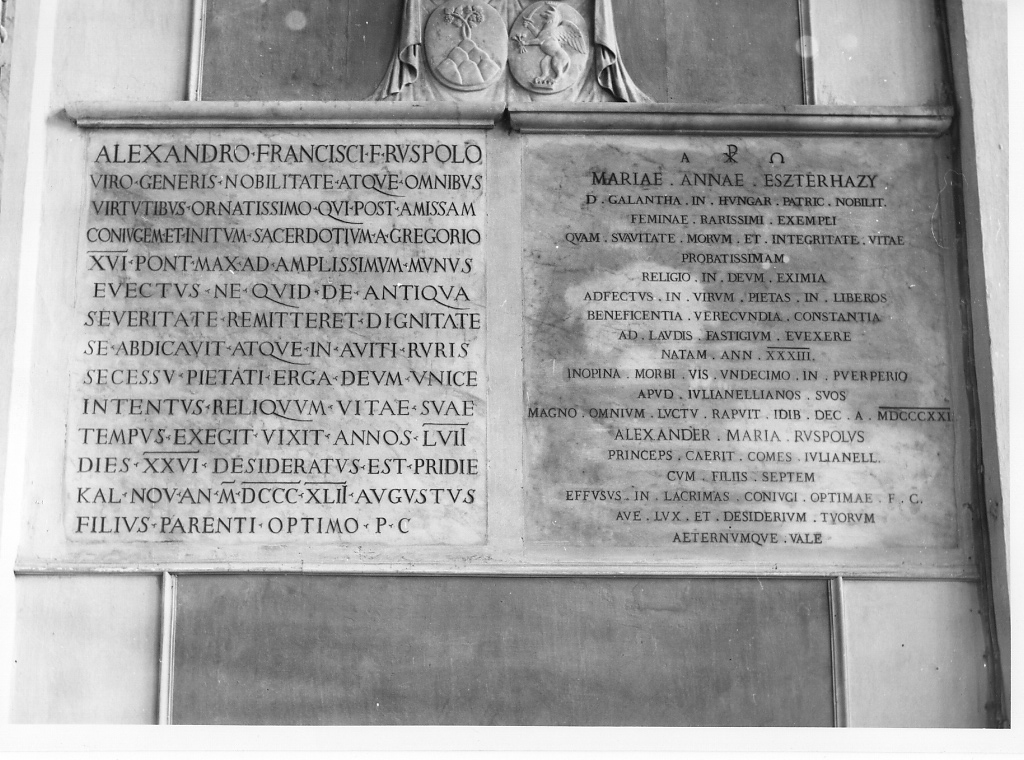 ALEXANDRO·FRANCISCI·F·RVSPOLO
VIRO·GENERIS·NOBILITATE·ATQVE·OMNIBVS
VIRTVTIBVS·ORNATISSIMO·QVI·POST·AMISSAM
CONIVGEM·ET·INITVM·SACERDOTIVM·A·GREGORIO
XVI·PONT·MAX·AD·AMPLISSIMVM·MVNVS
EVECTVS·NE·QVID·DE·ANTIQVA
SEVERITATE·REMITTERET·DIGNITATE
SE·ABDICAVIT·ATQVE·IN·AVITI·RVRIS
SECESSV·PIETATI·ERGA·DEVM·VNICE
INTENTVS·RELIQVVM·VITAE·SVAE
TEMPVS·EXEGIT·VIXIT·ANNOS·LVII
DIES·XXVI·DESIDERATVS·EST·PRIDIE
KAL·NOV·AN·M·DCCC·XLII·AVGVSTVS
FILIVS·PARENTI·OPTIMO·P·C
Α ☧ Ω
MARIAE . ANNAE . ESZTERHAZY
D . GALANTHA . IN . HVNGAR . PATRIC . NOBILIT.
FEMINAE . RARISSIMI . EXEMPLI
QVAM . SVAVITATE . MORVM . ET . INTEGRITATE . VITAE
PROBATISSIMAM
RELIGIO . IN . DEVM . EXIMIA
ADFECTVS . IN . VIRVM . PIETAS . IN . LIBEROS
BENEFICENTIA . VERECVNDIA . CONSTANTIA
AD . LAVDIS . FASTIGIVM . EVEXERE
NATAM . ANN . XXXIII.
INOPINA . MORBI . VIS . VNDECIMO . IN . PVERPERIO
APVD . IVLIANELLIANOS . SVOS
MAGNO . OMNIVM . LVCTV . RAPVIT . IDIB . DEC . A . MDCCCXXI
ALEXANDER . MARIA . RVSPOLVS
PRINCEPS . CAERIT . COMES . IVLIANELL.
CVM . FILIIS . SEPTEM
EFFVSVS . IN . LACRIMAS . CONIVGI . OPTIMAE . F . C.
AVE . LVX . ET . DESIDERIVM . TVORVM
AETERNVMQVE . VALE